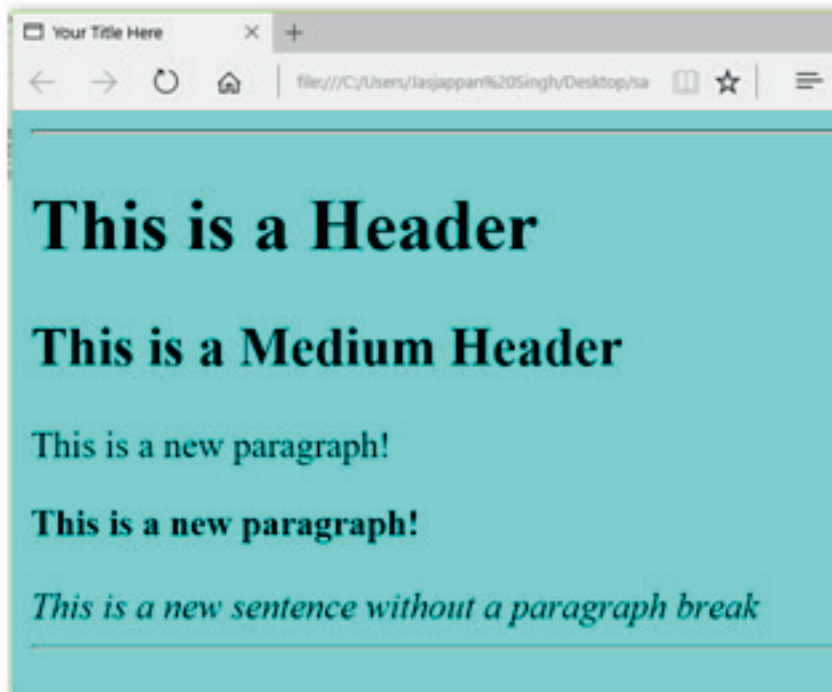 Your Title Here
file:///C:/Users/Jasjappan%20Singh/Desktop/sa
This is a Header
This is a Medium Header
This is a new paragraph!
This is a new paragraph!
This is a new sentence without a paragraph break